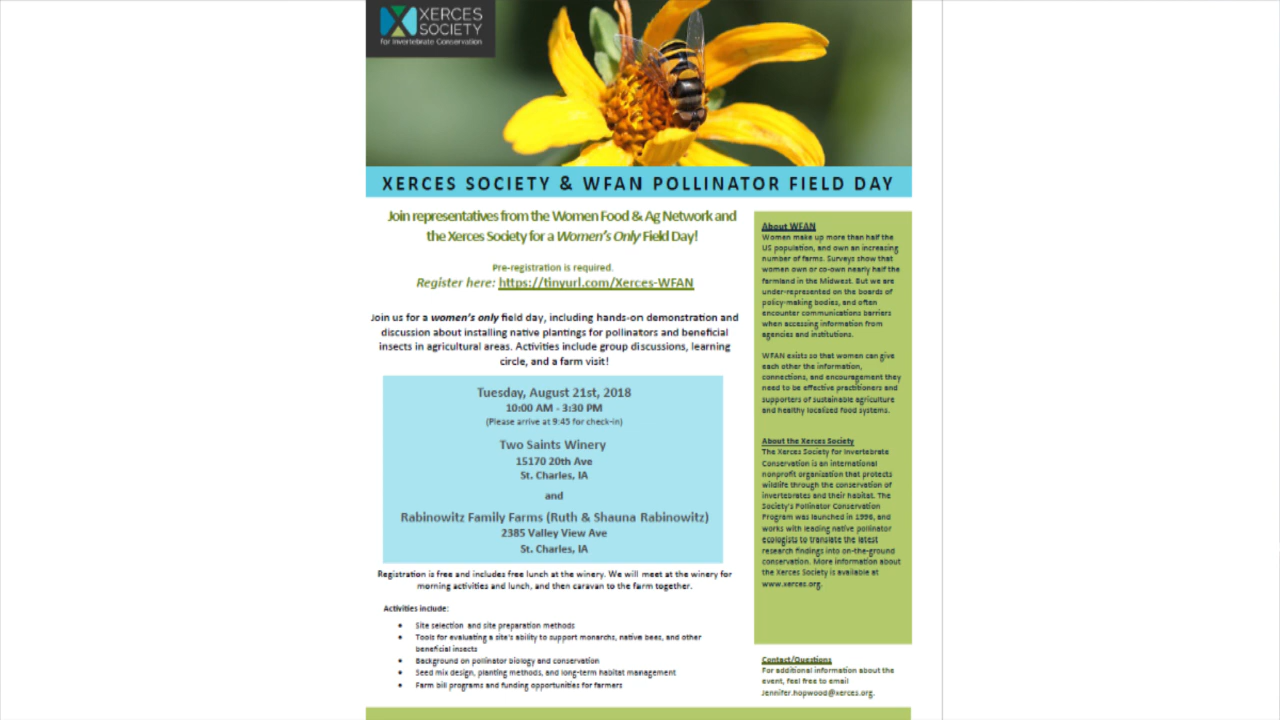 XERCES
SOCIETY
for Invertebrate Conservation
XERCES SOCIETY & WFAN POLLINATOR FIELD DAY
Join representatives from the Women Food & Ag Network and
the Xerces Society for a Women's Only Field Day!
Pre-registration is required.
Register here: https://tinyurl.com/Xerces-WFAN
Join us for a women's only field day, including hands-on demonstration and
discussion about installing native plantings for pollinators and beneficial
insects in agricultural areas. Activities include group discussions, learning
circle, and a farm visit!
Tuesday, August 21st, 2018
10:00 AM - 3:30 PM
(Please arrive at 9:45 for check-in)
Two Saints Winery
15170 20th Ave
St. Charles, IA
and
Rabinowitz Family Farms (Ruth & Shauna Rabinowitz)
2385 Valley View Ave
St. Charles, IA
Registration is free and includes free lunch at the winery. We will meet at the winery for
morning activities and lunch, and then caravan to the farm together.
Activities include:
• Site selection and site preparation methods
• Tools for evaluating a site's ability to support monarchs, native bees, and other
beneficial insects
• Background on pollinator biology and conservation
• Seed mix design, planting methods, and long-term habitat management
• Farm bill programs and funding opportunities for farmers
About WFAN
Women make up more than half the
US population, and own an increasing
number of farms. Surveys show that
women own or co-own nearly half the
farmland in the Midwest. But we are
under-represented on the boards of
policy-making bodies, and often
encounter communications barriers
when accessing information from
agencies and institutions.
WFAN exists so that women can give
each other the information,
connections, and encouragement they
need to be effective practitioners and
supporters of sustainable agriculture
and healthy localized food systems.
About the Xerces Society
The Xerces Society for Invertebrate
Conservation is an international
nonprofit organization that protects
wildlife through the conservation of
invertebrates and their habitat. The
Society's Pollinator Conservation
Program was launched in 1996, and
works with leading native pollinator
ecologists to translate the latest
research findings into on-the-ground
conservation. More information about
the Xerces Society is available at
www.xerces.org.
Contact/Questions
For additional information about the
event, feel free to email
Jennifer.hopwood@xerces.org.